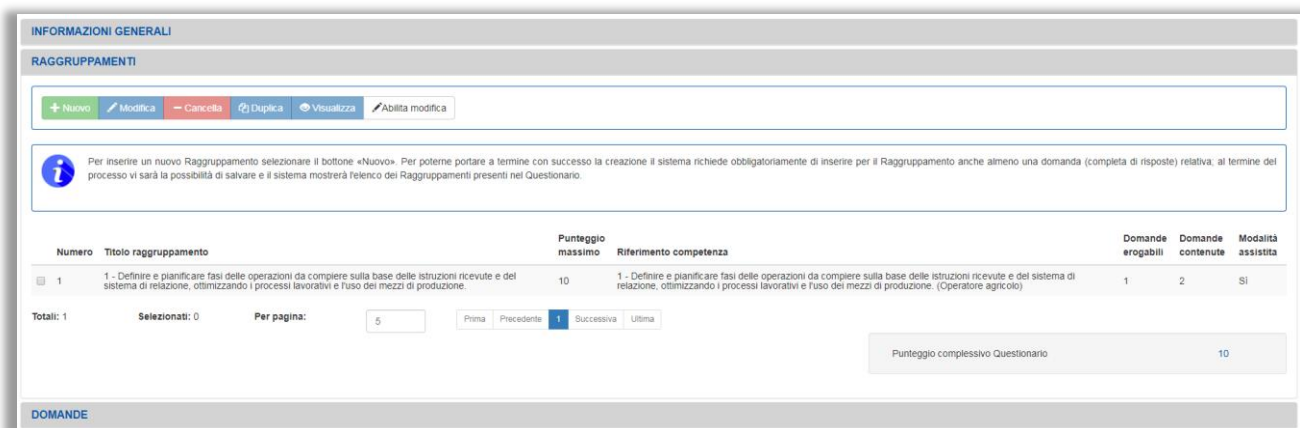 INFORMAZIONI GENERALI
RAGGRUPPAMENTI
Nuovo Modifica Cancella Duplica Visualizza Abilita modifica
Per inserire un nuovo Raggruppamento selezionare il bottone «Nuovo». Per poterne portare a termine con successo la creazione il sistema richiede obbligatoriamente di inserire per il Raggruppamento anche almeno una domanda (completa di risposte) relativa; al termine del
processo vi sarà la possibilità di salvare e il sistema mostrerà l'elenco dei Raggruppamenti presenti nel Questionario.
Numero Titolo raggruppamento Punteggio massimo Riferimento competenza Domande erogabili Domande contenute Modalità assistita
1 1 - Definire e pianificare fasi delle operazioni da compiere sulla base delle istruzioni ricevute e del sistema di relazione, ottimizzando i processi lavorativi e l'uso dei mezzi di produzione. 10 1 - Definire e pianificare fasi delle operazioni da compiere sulla base delle istruzioni ricevute e del sistema di relazione, ottimizzando i processi lavorativi e l'uso dei mezzi di produzione. (Operatore agricolo) 1 2 Sì
Totali: 1 Selezionati: 0 Per pagina: 5 Prima Precedente 1 Successiva Ultima
Punteggio complessivo Questionario 10
DOMANDE